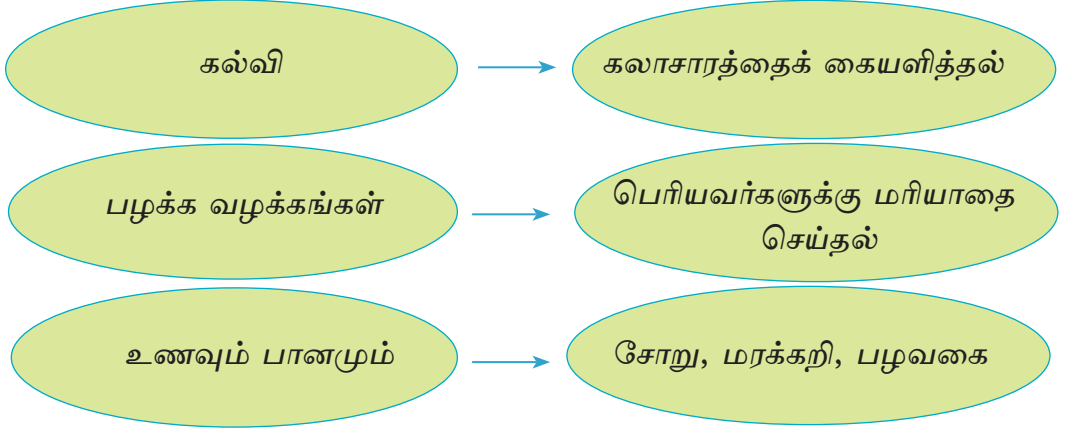 கல்வி
கலாசாரத்தைக் கையளித்தல்
பழக்க வழக்கங்கள்
பெரியவர்களுக்கு மரியாதை
செய்தல்
உணவும் பானமும்
சோறு, மரக்கறி, பழவகை